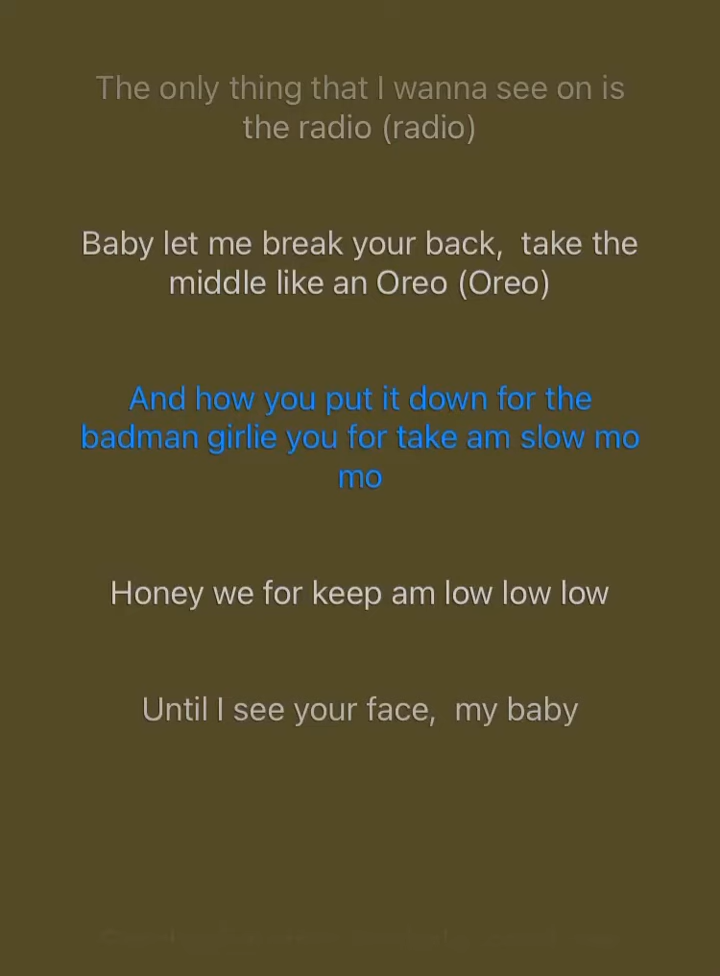 The only thing that I wanna see on is
the radio (radio)
Baby let me break your back,  take the
middle like an Oreo (Oreo)
And how you put it down for the
badman girlie you for take am slow mo
mo
Honey we for keep am low low low
Until I see your face,  my baby